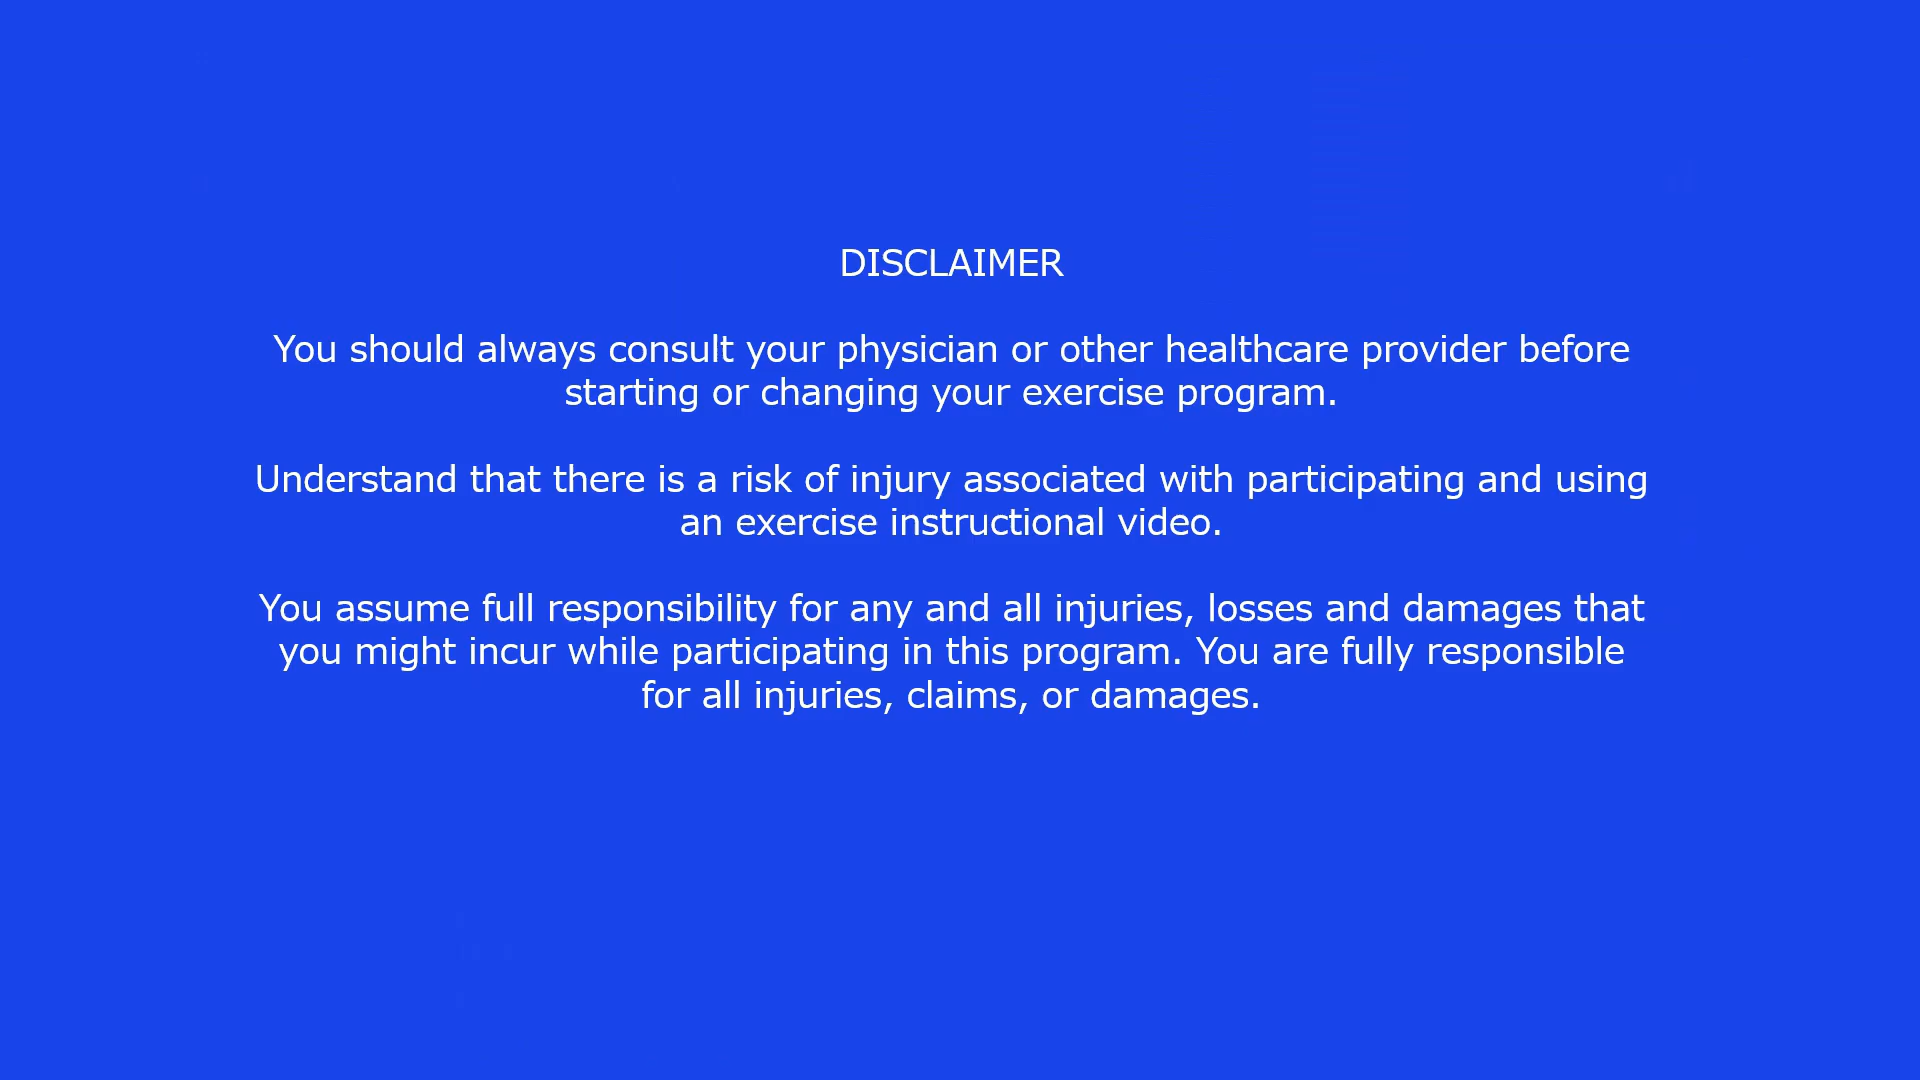 DISCLAIMER
You should always consult your physician or other healthcare provider before
starting or changing your exercise program.
Understand that there is a risk of injury associated with participating and using
an exercise instructional video.
You assume full responsibility for any and all injuries, losses and damages that
you might incur while participating in this program. You are fully responsible
for all injuries, claims, or damages.